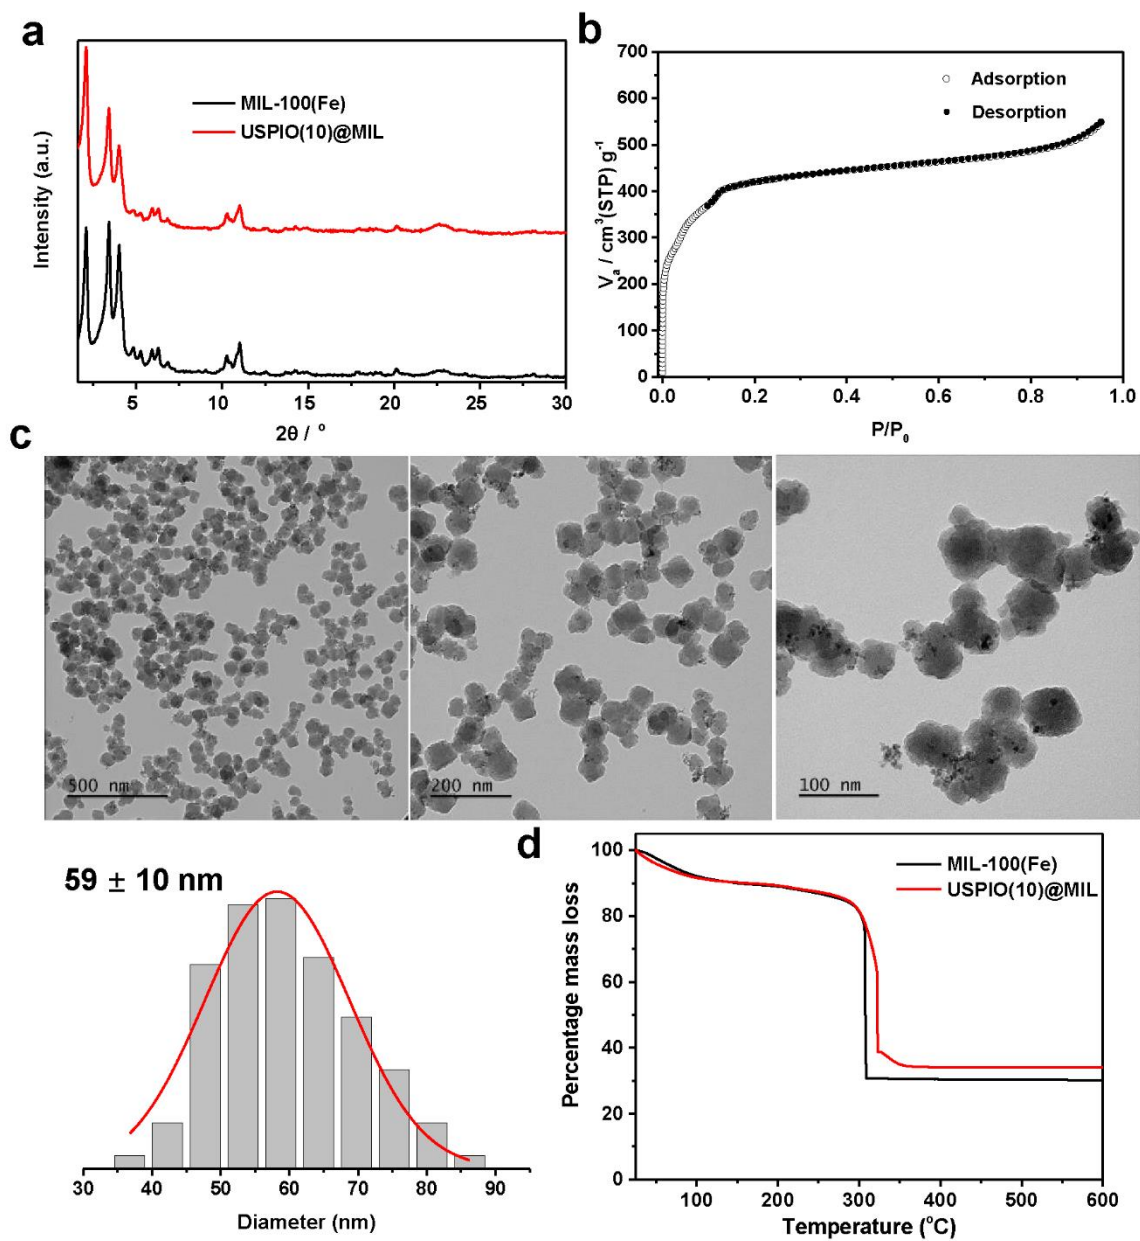 a
MIL-100(Fe)
USPIO(10)@MIL
Intensity (a.u.)
5 10 15 20 25 30
2θ / °
b
700
600
500
400
300
200
100
0
Adsorption
Desorption
Vₐ / cm³(STP) g⁻¹
0.0 0.2 0.4 0.6 0.8 1.0
P/P₀
c
500 nm
200 nm
100 nm
59 ± 10 nm
30 40 50 60 70 80 90
Diameter (nm)
d
100
80
60
40
20
0
MIL-100(Fe)
USPIO(10)@MIL
Percentage mass loss
100 200 300 400 500 600
Temperature (°C)